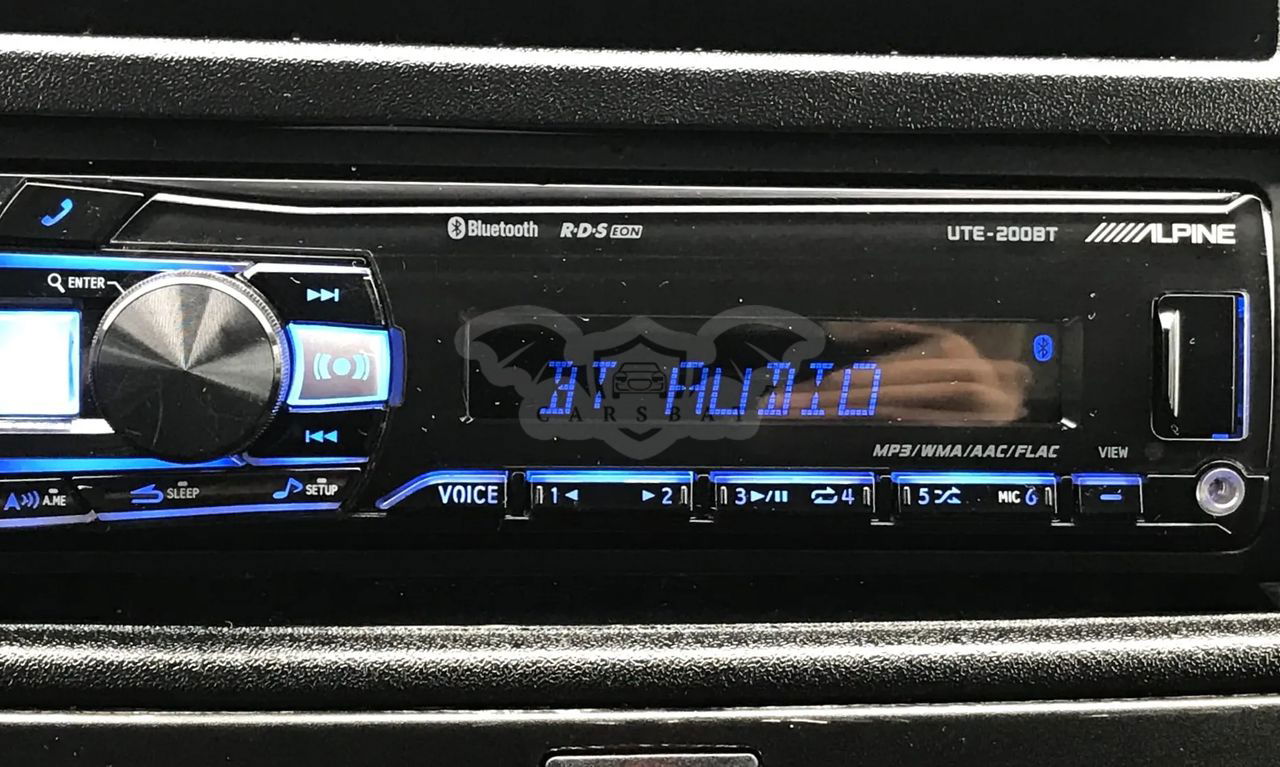 Bluetooth R·D·S EON
UTE-200BT ALPINE
ENTER
BT AUDIO
CARSBAT
MP3/WMA/AAC/FLAC VIEW
A.ME SLEEP SETUP
VOICE 1 2 3 4 5 MIC 6